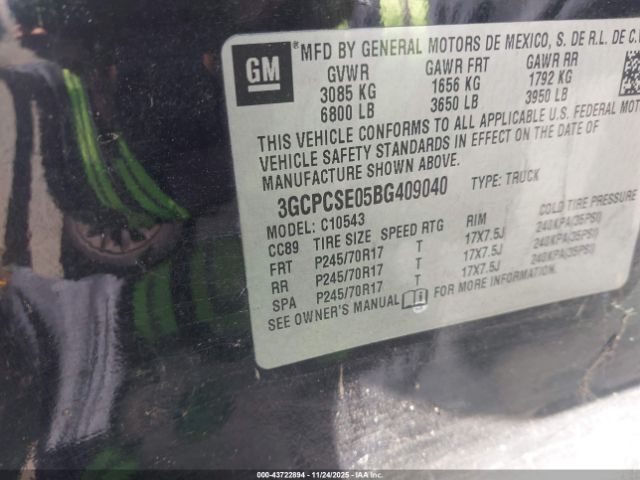 GM
® MFD BY GENERAL MOTORS DE MEXICO, S. DE R.L. DE C.V
GVWR GAWR FRT GAWR RR
3085 KG 1656 KG 1792 KG
6800 LB 3650 LB 3950 LB
THIS VEHICLE CONFORMS TO ALL APPLICABLE U.S. FEDERAL MOT
VEHICLE SAFETY STANDARDS IN EFFECT ON THE DATE OF
MANUFACTURE SHOWN ABOVE.
3GCPCSE05BG409040 TYPE: TRUCK
MODEL: C10543
CC89 TIRE SIZE SPEED RTG RIM COLD TIRE PRESSURE
FRT P245/70R17 T 17X7.5J 240KPA(35PSI)
RR P245/70R17 T 17X7.5J 240KPA(35PSI)
SPA P245/70R17 T 17X7.5J 240KPA(35PSI)
SEE OWNER'S MANUAL FOR MORE INFORMATION.
000-43722894 - 11/24/2025 - IAAI.com